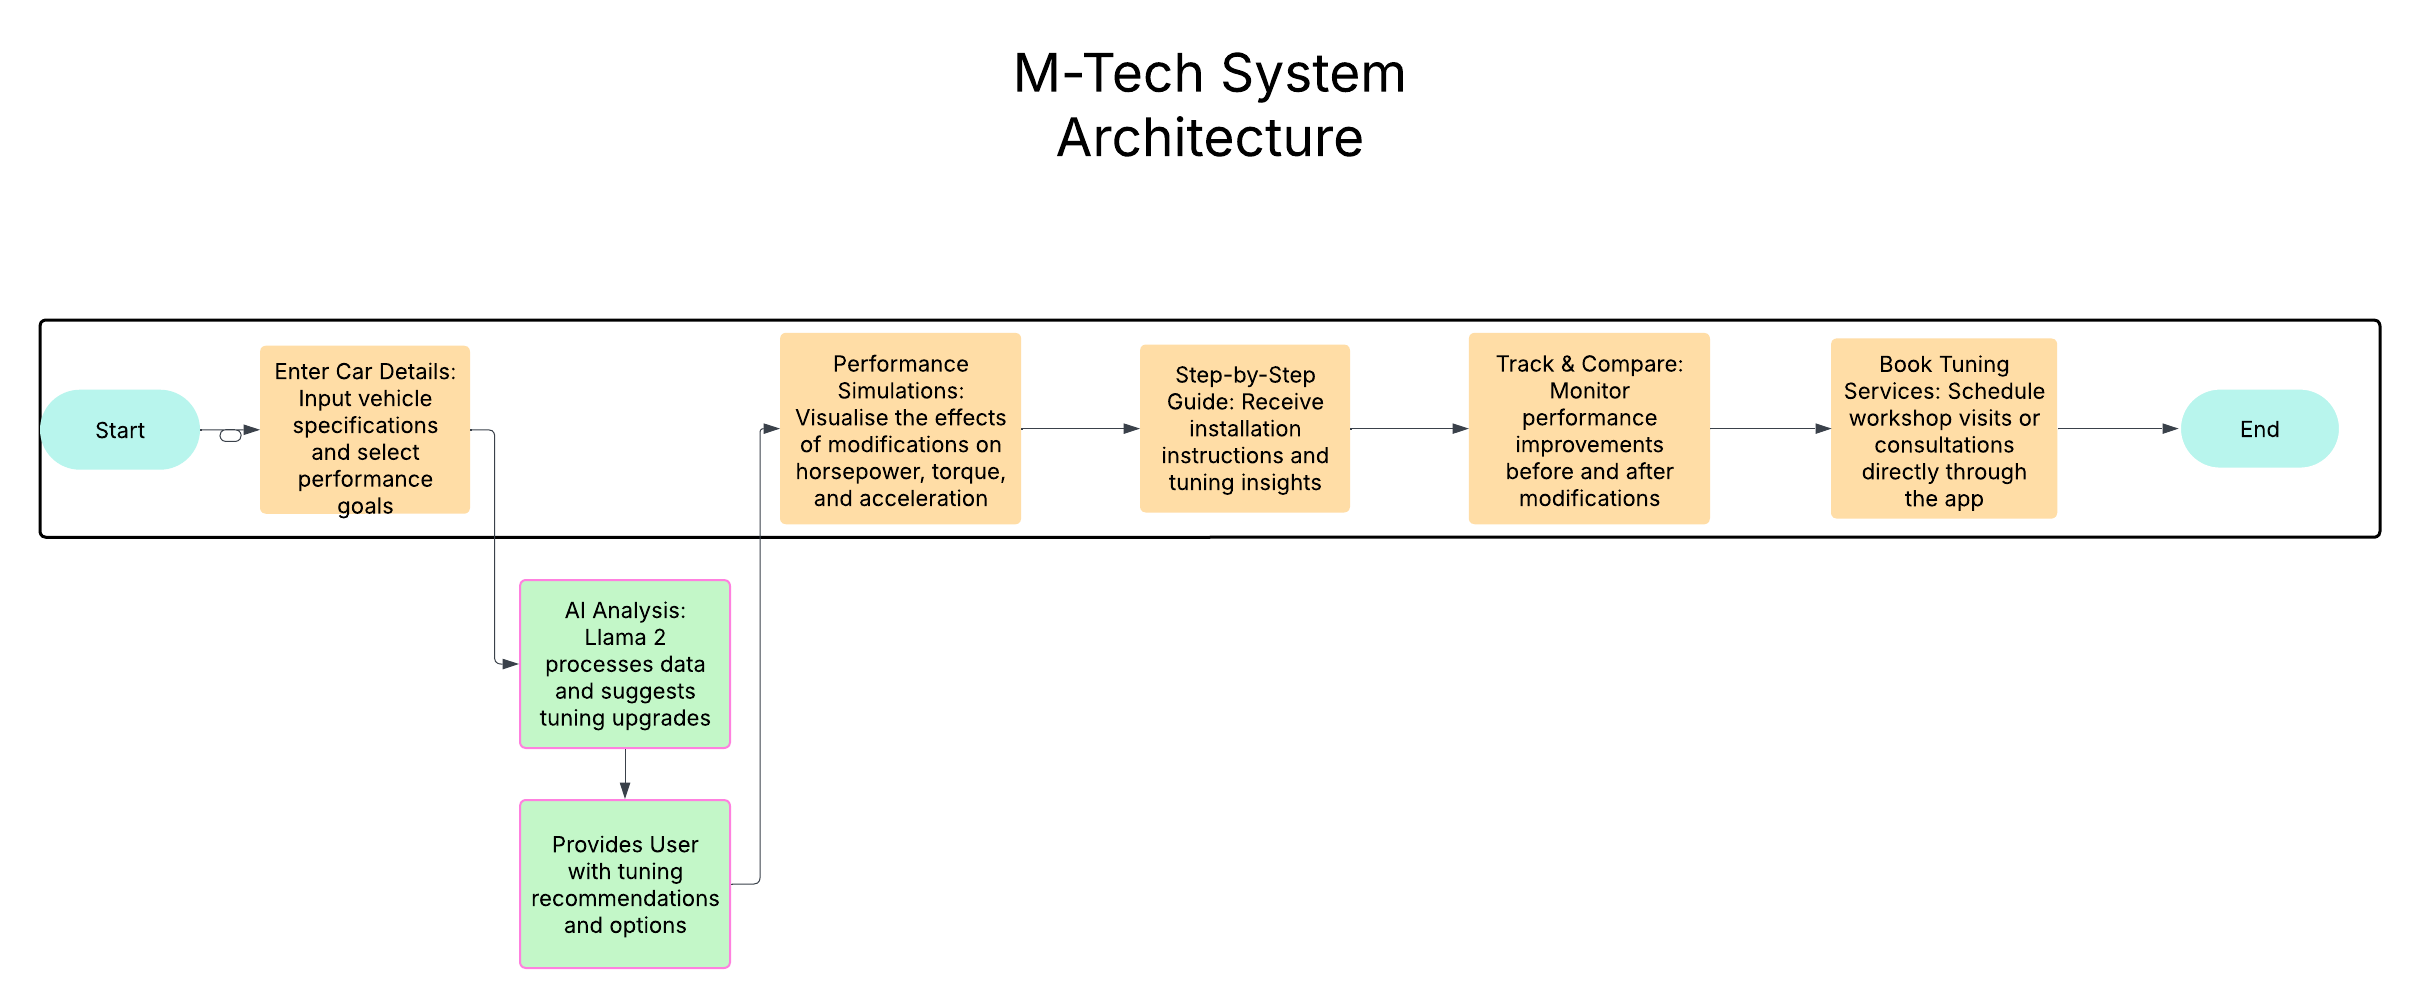 M-Tech System
Architecture
Start
Enter Car Details:
Input vehicle
specifications
and select
performance
goals
AI Analysis:
Llama 2
processes data
and suggests
tuning upgrades
Provides User
with tuning
recommendations
and options
Performance
Simulations:
Visualise the effects
of modifications on
horsepower, torque,
and acceleration
Step-by-Step
Guide: Receive
installation
instructions and
tuning insights
Track & Compare:
Monitor
performance
improvements
before and after
modifications
Book Tuning
Services: Schedule
workshop visits or
consultations
directly through
the app
End